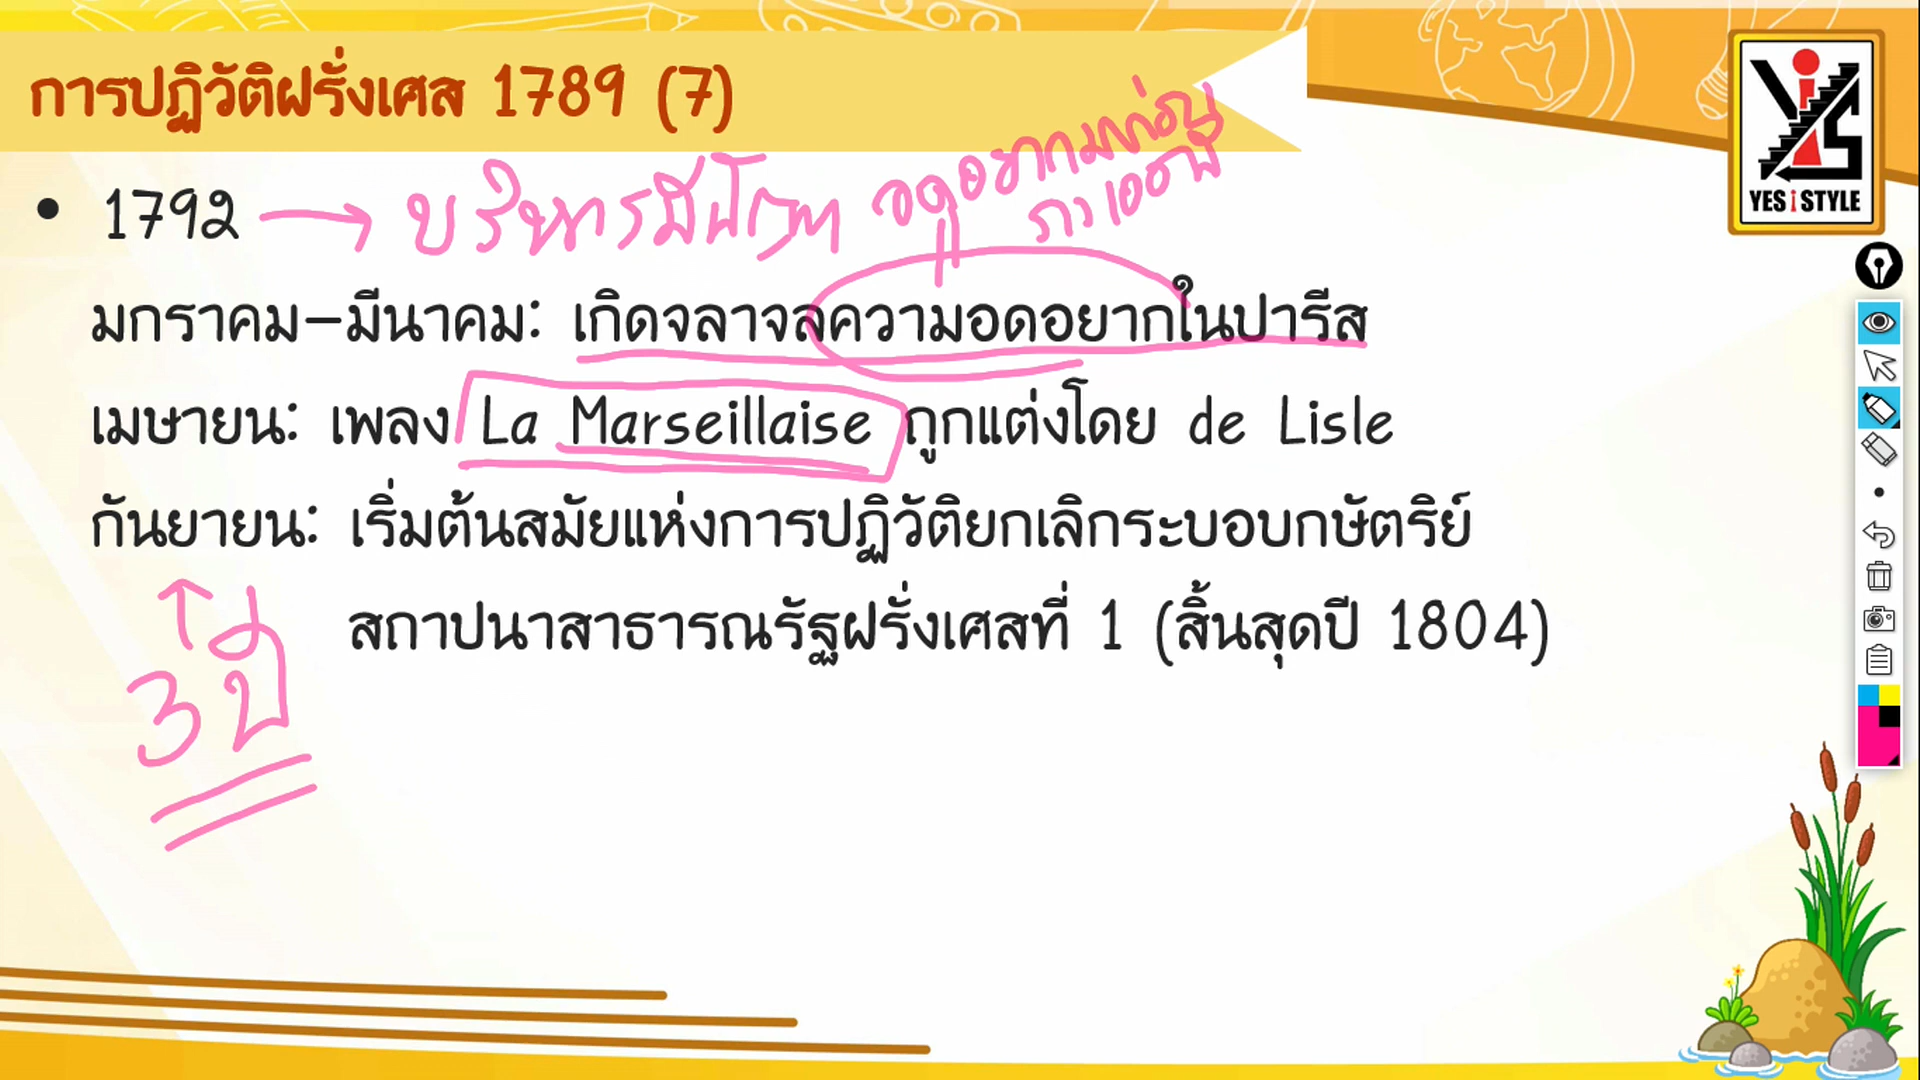 การปฏิวัติฝรั่งเศส 1789 (7)
YES i STYLE
• 1792 → บริหารมีปัญหา
มกราคม-มีนาคม: เกิดจลาจลความอดอยากในปารีส
เมษายน: เพลง La Marseillaise ถูกแต่งโดย de Lisle
กันยายน: เริ่มต้นสมัยแห่งการปฏิวัติยกเลิกระบอบกษัตริย์
สถาปนาสาธารณรัฐฝรั่งเศสที่ 1 (สิ้นสุดปี 1804)
3 ปี